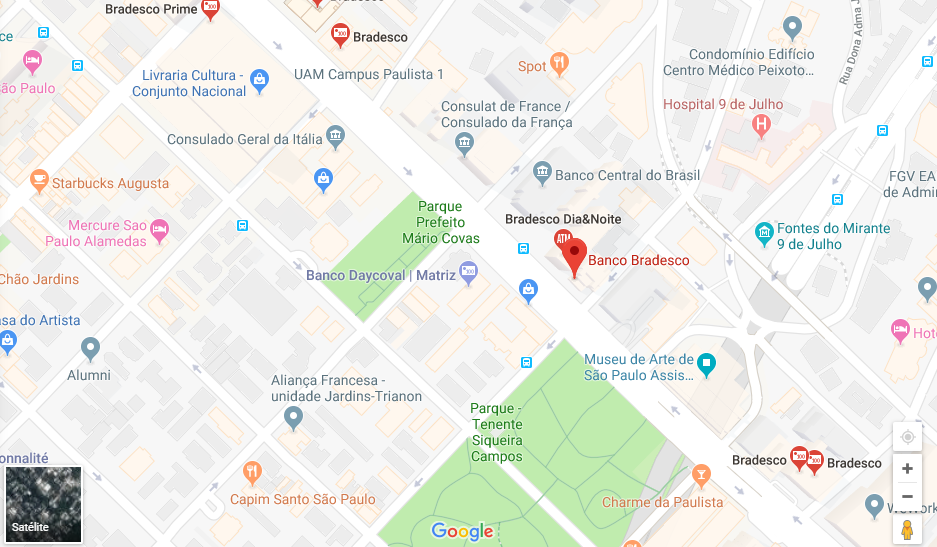 Bradesco Prime
Bradesco
Livraria Cultura -
Conjunto Nacional
UAM Campus Paulista 1
Spot
Condomínio Edifício
Centro Médico Peixoto...
Rua Dona Adma J
São Paulo
Consulat de France /
Consulado da França
Hospital 9 de Julho
H
Consulado Geral da Itália
Starbucks Augusta
Banco Central do Brasil
FGV EA
de Admir
Mercure Sao
Paulo Alamedas
Parque
Prefeito
Mário Covas
Bradesco Dia&Noite
ATM
Fontes do Mirante
9 de Julho
Banco Bradesco
Chão Jardins
Banco Daycoval | Matriz
asa do Artista
Hote
Alumni
Museu de Arte de
São Paulo Assis...
Aliança Francesa -
unidade Jardins-Trianon
Parque -
Tenente
Siqueira
Campos
onnalité
Bradesco
Bradesco
Capim Santo São Paulo
Charme da Paulista
WeWork
Satélite
Google